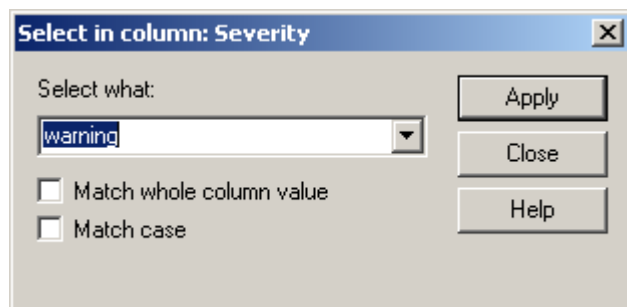 Select in column: Severity
Select what:
Apply
warning
Close
Match whole column value
Help
Match case